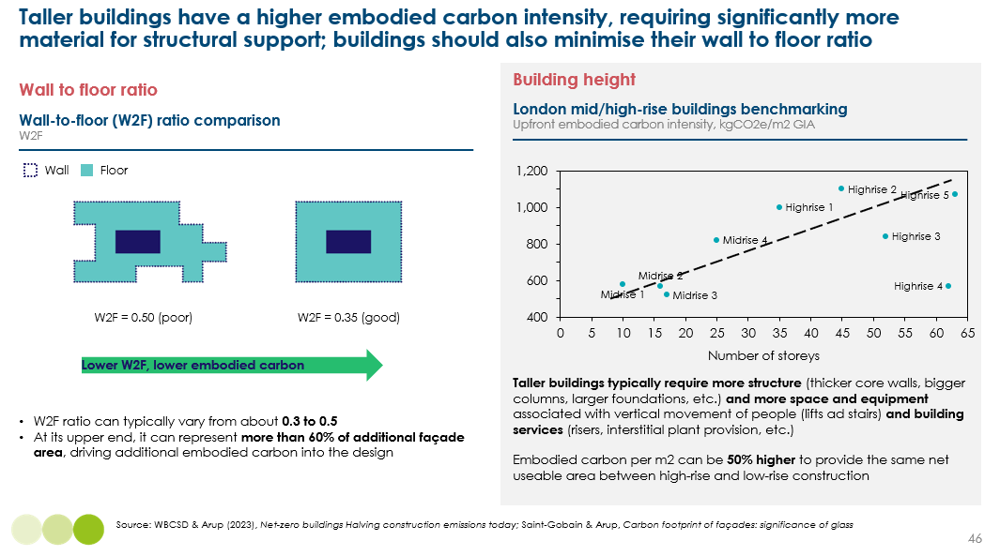 Taller buildings have a higher embodied carbon intensity, requiring significantly more
material for structural support; buildings should also minimise their wall to floor ratio
Wall to floor ratio
Wall-to-floor (W2F) ratio comparison
W2F
Wall
Floor
W2F = 0.50 (poor)
W2F = 0.35 (good)
Lower W2F, lower embodied carbon
• W2F ratio can typically vary from about 0.3 to 0.5
• At its upper end, it can represent more than 60% of additional façade
area, driving additional embodied carbon into the design
Building height
London mid/high-rise buildings benchmarking
Upfront embodied carbon intensity, kgCO2e/m2 GIA
1,200
1,000
800
600
400
0 5 10 15 20 25 30 35 40 45 50 55 60 65
Number of storeys
Highrise 2
Highrise 5
Highrise 1
Midrise 4
Highrise 3
Midrise 2
Midrise 1
Midrise 3
Highrise 4
Taller buildings typically require more structure (thicker core walls, bigger
columns, larger foundations, etc.) and more space and equipment
associated with vertical movement of people (lifts ad stairs) and building
services (risers, interstitial plant provision, etc.)
Embodied carbon per m2 can be 50% higher to provide the same net
useable area between high-rise and low-rise construction
Source: WBCSD & Arup (2023), Net-zero buildings Halving construction emissions today; Saint-Gobain & Arup, Carbon footprint of façades: significance of glass
46